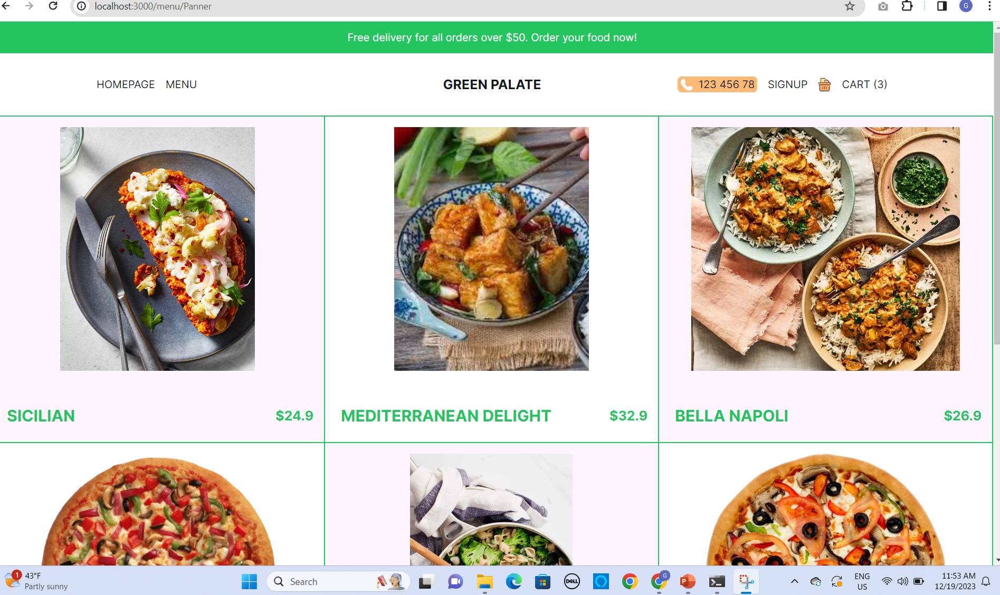 localhost:3000/menu/Panner
G
Free delivery for all orders over $50. Order your food now!
HOMEPAGE MENU
GREEN PALATE
123 456 78 SIGNUP CART (3)
SICILIAN $24.9
MEDITERRANEAN DELIGHT $32.9
BELLA NAPOLI $26.9
1
43°F
Partly sunny
Search
DELL
G
P
ENG
US
11:53 AM
12/19/2023